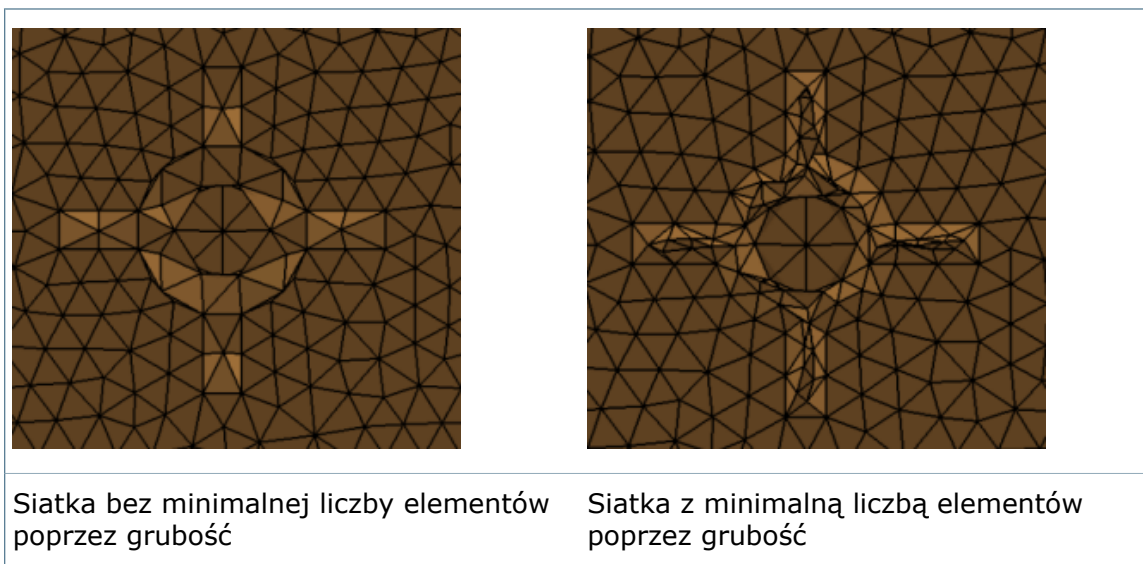 Siatka bez minimalnej liczby elementów
poprzez grubość
Siatka z minimalną liczbą elementów
poprzez grubość